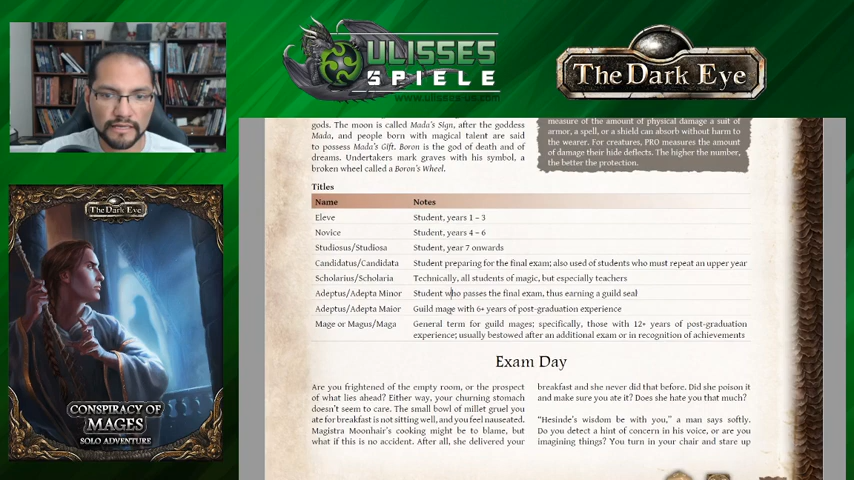 ULISSES
SPIELE
www.ulisses-us.com
The Dark Eye
gods. The moon is called Mada's Sign, after the goddess
Mada, and people born with magical talent are said
to possess Mada's Gift. Boron is the god of death and of
dreams. Undertakers mark graves with his symbol, a
broken wheel called a Boron's Wheel.
measure of the amount of physical damage a suit of
armor, a spell, or a shield can absorb without harm to
the wearer. For creatures, PRO measures the amount
of damage their hide deflects. The higher the number,
the better the protection.
Titles
Name Notes
Eleve Student, years 1 – 3
Novice Student, years 4 – 6
Studiosus/Studiosa Student, year 7 onwards
Candidatus/Candidata Student preparing for the final exam; also used of students who must repeat an upper year
Scholarius/Scholaria Technically, all students of magic, but especially teachers
Adeptus/Adepta Minor Student who passes the final exam, thus earning a guild seal
Adeptus/Adepta Maior Guild mage with 6+ years of post-graduation experience
Mage or Magus/Maga General term for guild mages; specifically, those with 12+ years of post-graduation
experience; usually bestowed after an additional exam or in recognition of achievements
Exam Day
Are you frightened of the empty room, or the prospect
of what lies ahead? Either way, your churning stomach
doesn't seem to care. The small bowl of millet gruel you
ate for breakfast is not sitting well, and you feel nauseated.
Magistra Moonhair's cooking might be to blame, but
what if this is no accident. After all, she delivered your
breakfast and she never did that before. Did she poison it
and make sure you ate it? Does she hate you that much?
"Hesinde's wisdom be with you," a man says softly.
Do you detect a hint of concern in his voice, or are you
imagining things? You turn in your chair and stare up
The Dark Eye
CONSPIRACY OF
MAGES
SOLO ADVENTURE